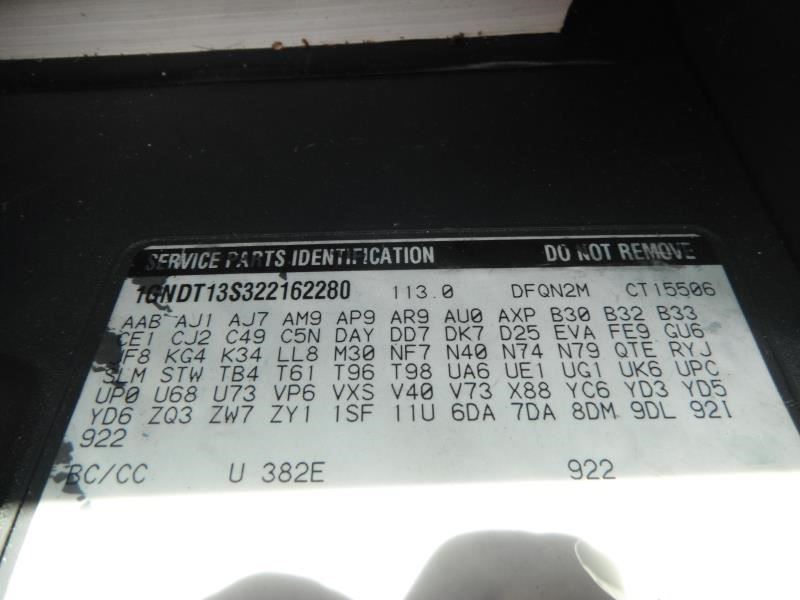 SERVICE PARTS IDENTIFICATION DO NOT REMOVE
1GNDT13S322162280 113.0 DFQN2M CT15506
AAB AJ1 AJ7 AM9 AP9 AR9 AU0 AXP B30 B32 B33
CE1 CJ2 C49 C5N DAY DD7 DK7 D25 EVA FE9 GU6
JF8 KG4 K34 LL8 M30 NF7 N40 N74 N79 QTE RYJ
SLM STW TB4 T61 T96 T98 UA6 UE1 UG1 UK6 UPC
UP0 U68 U73 VP6 VXS V40 V73 X88 YC6 YD3 YD5
YD6 ZQ3 ZW7 ZY1 1SF 11U 6DA 7DA 8DM 9DL 92I
922
BC/CC U 382E 922